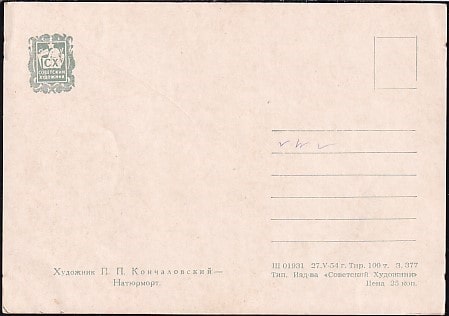 СХ
СОВЕТСКИЙ
ХУДОЖНИК
Художник П. П. Кончаловский—
Натюрморт.
Ш 01931 27.V-54 г. Тир. 100 т. З. 377
Тип. Изд-ва «Советский Художник»
Цена 25 коп.